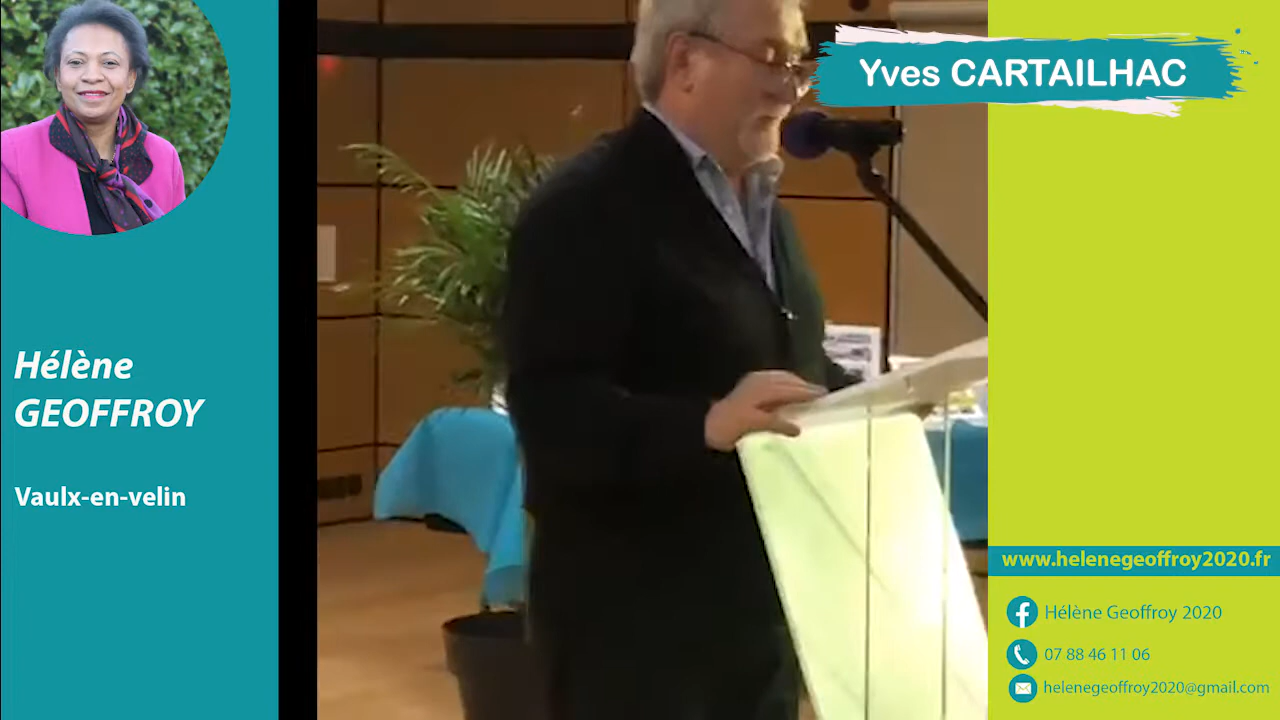 Yves CARTAILHAC
Hélène
GEOFFROY
Vaulx-en-velin
www.helenegeoffroy2020.fr
Hélène Geoffroy 2020
07 88 46 11 06
helenegeoffroy2020@gmail.com